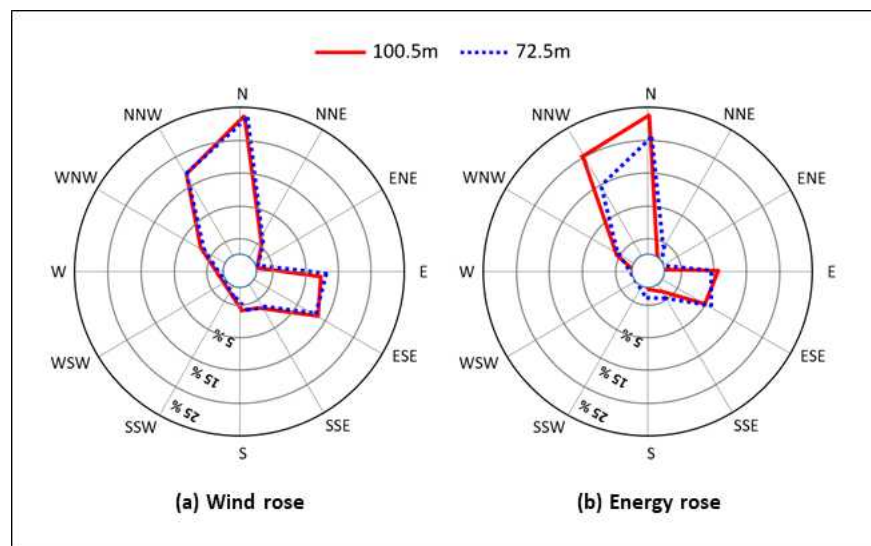 100.5m 72.5m
N N
NNW NNE NNW NNE
WNW ENE WNW ENE
W E W E
5 % 5 %
WSW 15 % ESE WSW 15 % ESE
25 % 25 %
SSW SSE SSW SSE
S S
(a) Wind rose (b) Energy rose